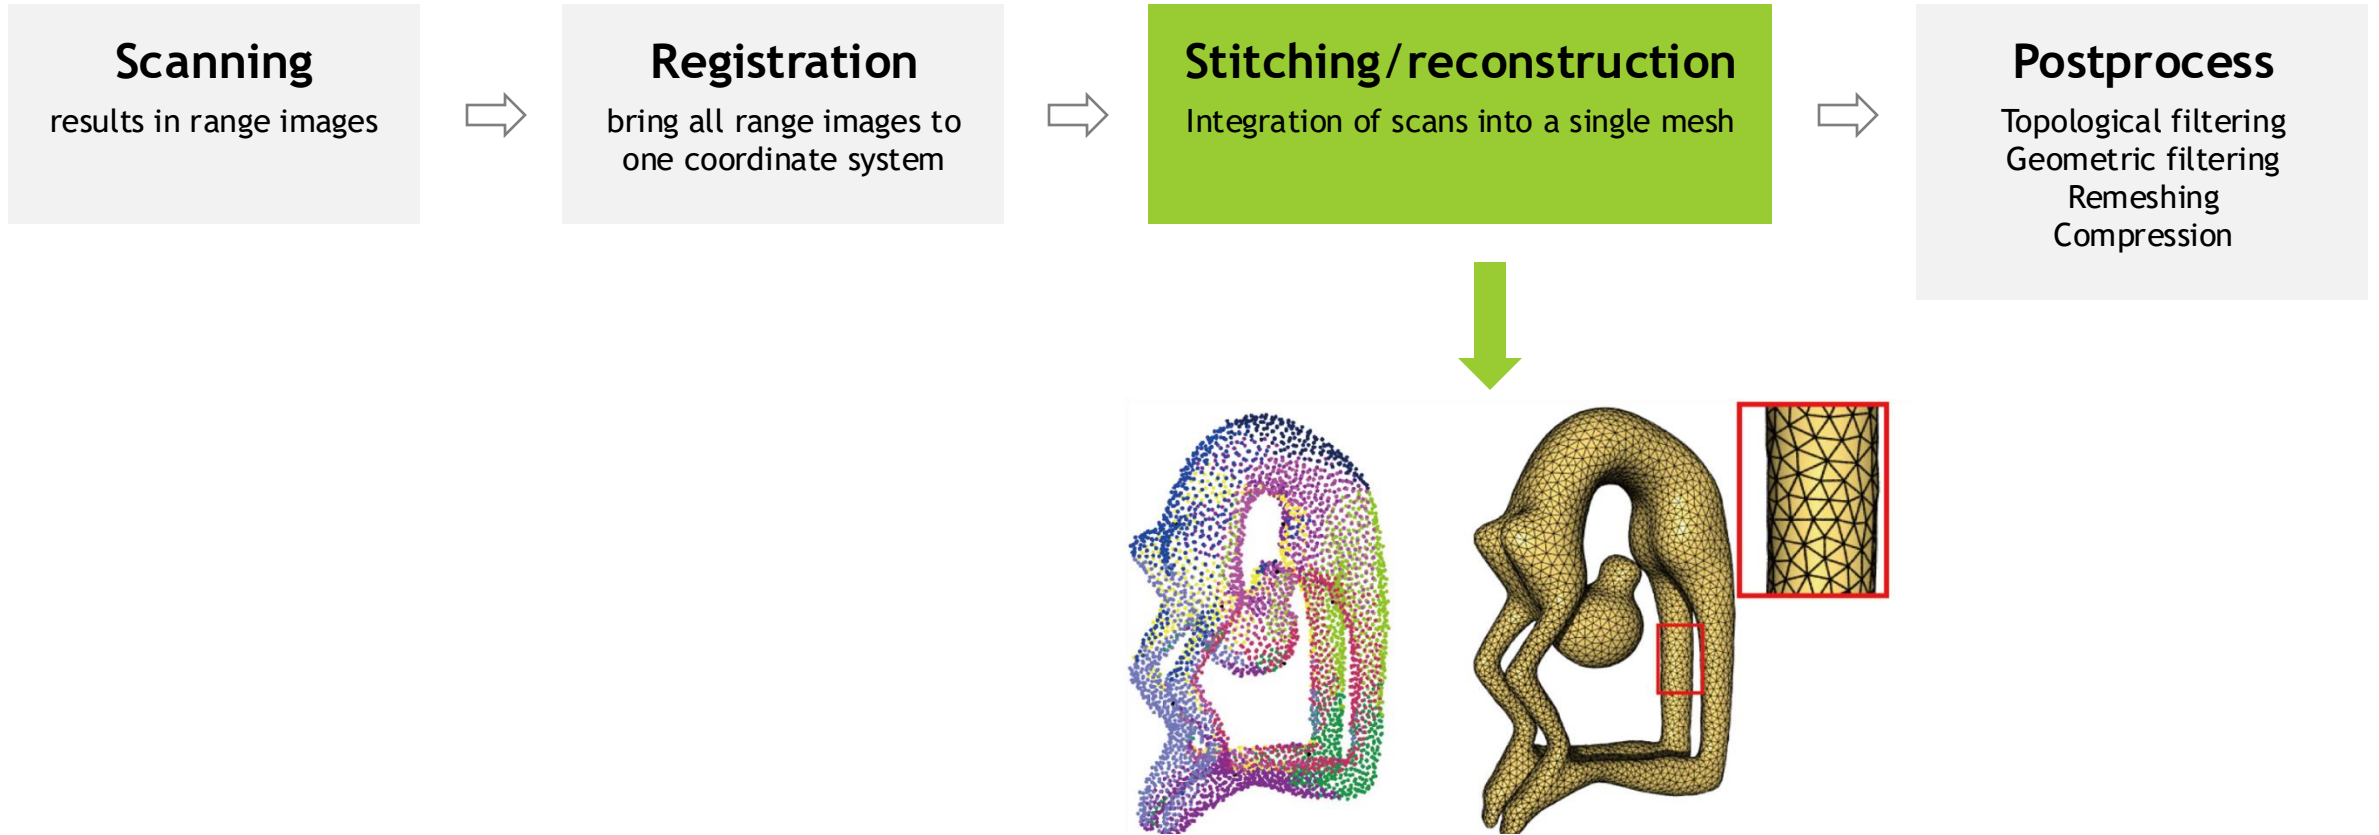 Scanning
results in range images
Registration
bring all range images to
one coordinate system
Stitching/reconstruction
Integration of scans into a single mesh
Postprocess
Topological filtering
Geometric filtering
Remeshing
Compression